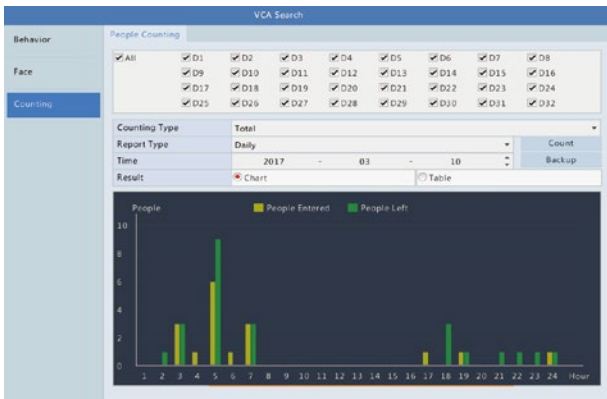 VCA Search
Behavior
Face
Counting
People Counting
All D1 D2 D3 D4 D5 D6 D7 D8
D9 D10 D11 D12 D13 D14 D15 D16
D17 D18 D19 D20 D21 D22 D23 D24
D25 D26 D27 D28 D29 D30 D31 D32
Counting Type Total
Report Type Daily Count
Time 2017 - 03 - 10 Backup
Result Chart Table
People People Entered People Left
10
8
6
4
2
0
1 2 3 4 5 6 7 8 9 10 11 12 13 14 15 16 17 18 19 20 21 22 23 24 Hour